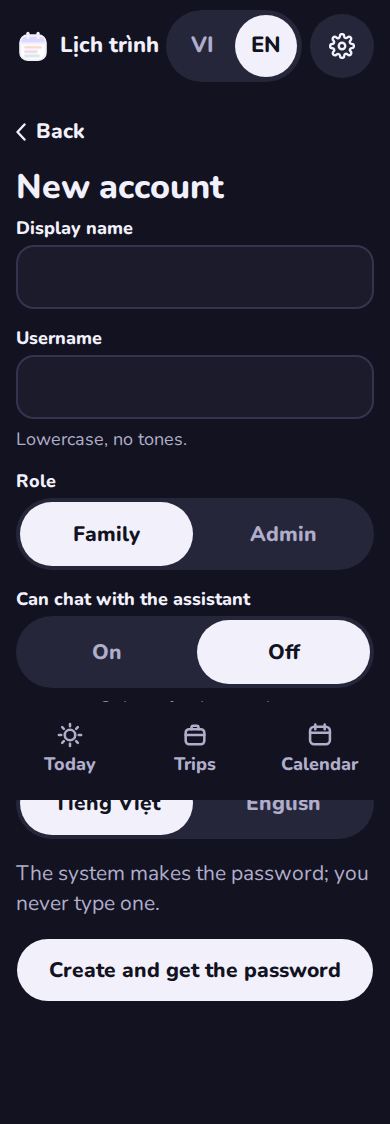 Lịch trình
VI
EN
Back
New account
Display name
Username
Lowercase, no tones.
Role
Family
Admin
Can chat with the assistant
On
Off
Today
Trips
Calendar
Tiếng Việt
English
The system makes the password; you
never type one.
Create and get the password